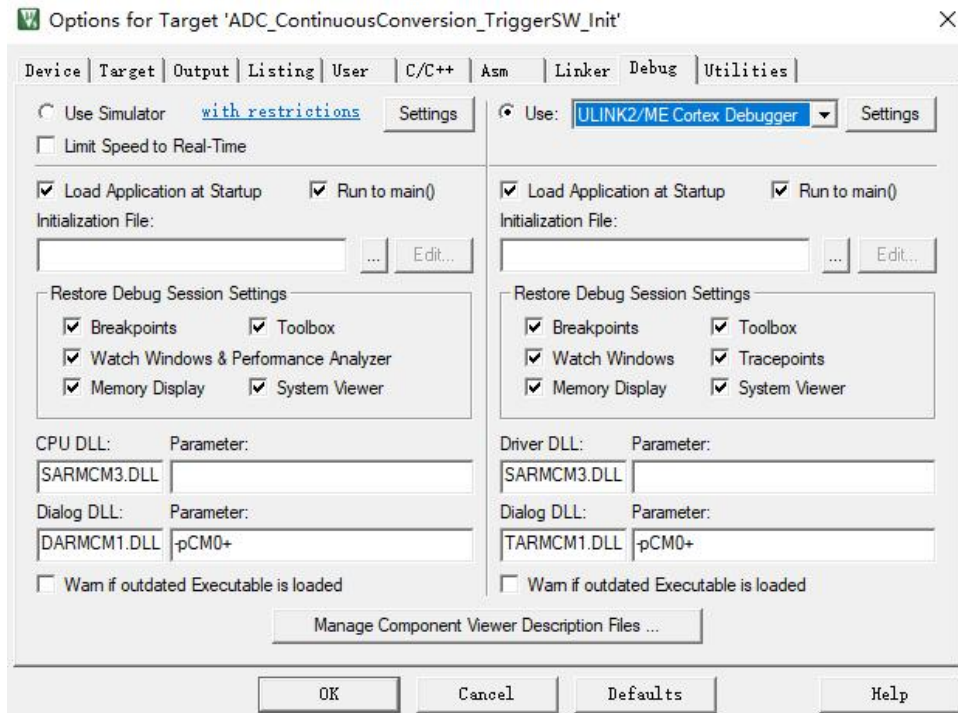 Options for Target 'ADC_ContinuousConversion_TriggerSW_Init'
Device Target Output Listing User C/C++ Asm Linker Debug Utilities
Use Simulator with restrictions Settings
Limit Speed to Real-Time
Use: ULINK2/ME Cortex Debugger Settings
Load Application at Startup Run to main()
Initialization File:
... Edit...
Restore Debug Session Settings
Breakpoints Toolbox
Watch Windows & Performance Analyzer
Memory Display System Viewer
CPU DLL: Parameter:
SARMCM3.DLL
Dialog DLL: Parameter:
DARMCM1.DLL -pCM0+
Warn if outdated Executable is loaded
Load Application at Startup Run to main()
Initialization File:
... Edit...
Restore Debug Session Settings
Breakpoints Toolbox
Watch Windows Tracepoints
Memory Display System Viewer
Driver DLL: Parameter:
SARMCM3.DLL
Dialog DLL: Parameter:
TARMCM1.DLL -pCM0+
Warn if outdated Executable is loaded
Manage Component Viewer Description Files ...
OK Cancel Defaults Help